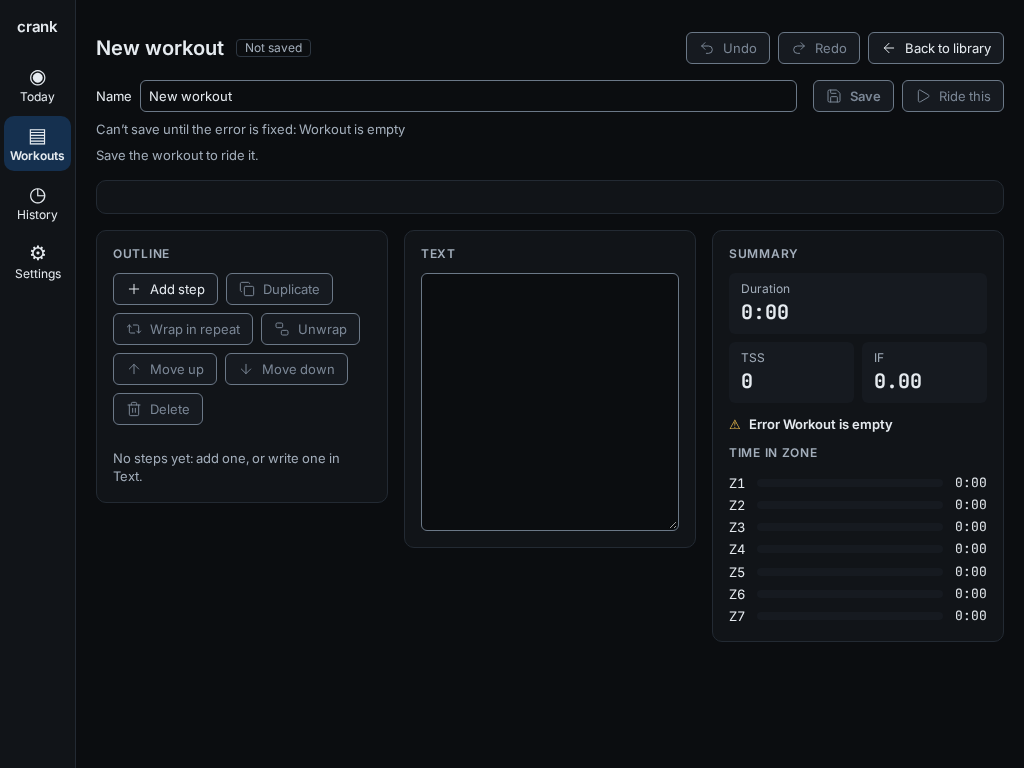 crank
Today
Workouts
History
Settings
New workout
Not saved
Undo
Redo
Back to library
Name
New workout
Save
Ride this
Can’t save until the error is fixed: Workout is empty
Save the workout to ride it.
OUTLINE
Add step
Duplicate
Wrap in repeat
Unwrap
Move up
Move down
Delete
No steps yet: add one, or write one in
Text.
TEXT
SUMMARY
Duration
0:00
TSS
0
IF
0.00
⚠ Error Workout is empty
TIME IN ZONE
Z1 0:00
Z2 0:00
Z3 0:00
Z4 0:00
Z5 0:00
Z6 0:00
Z7 0:00